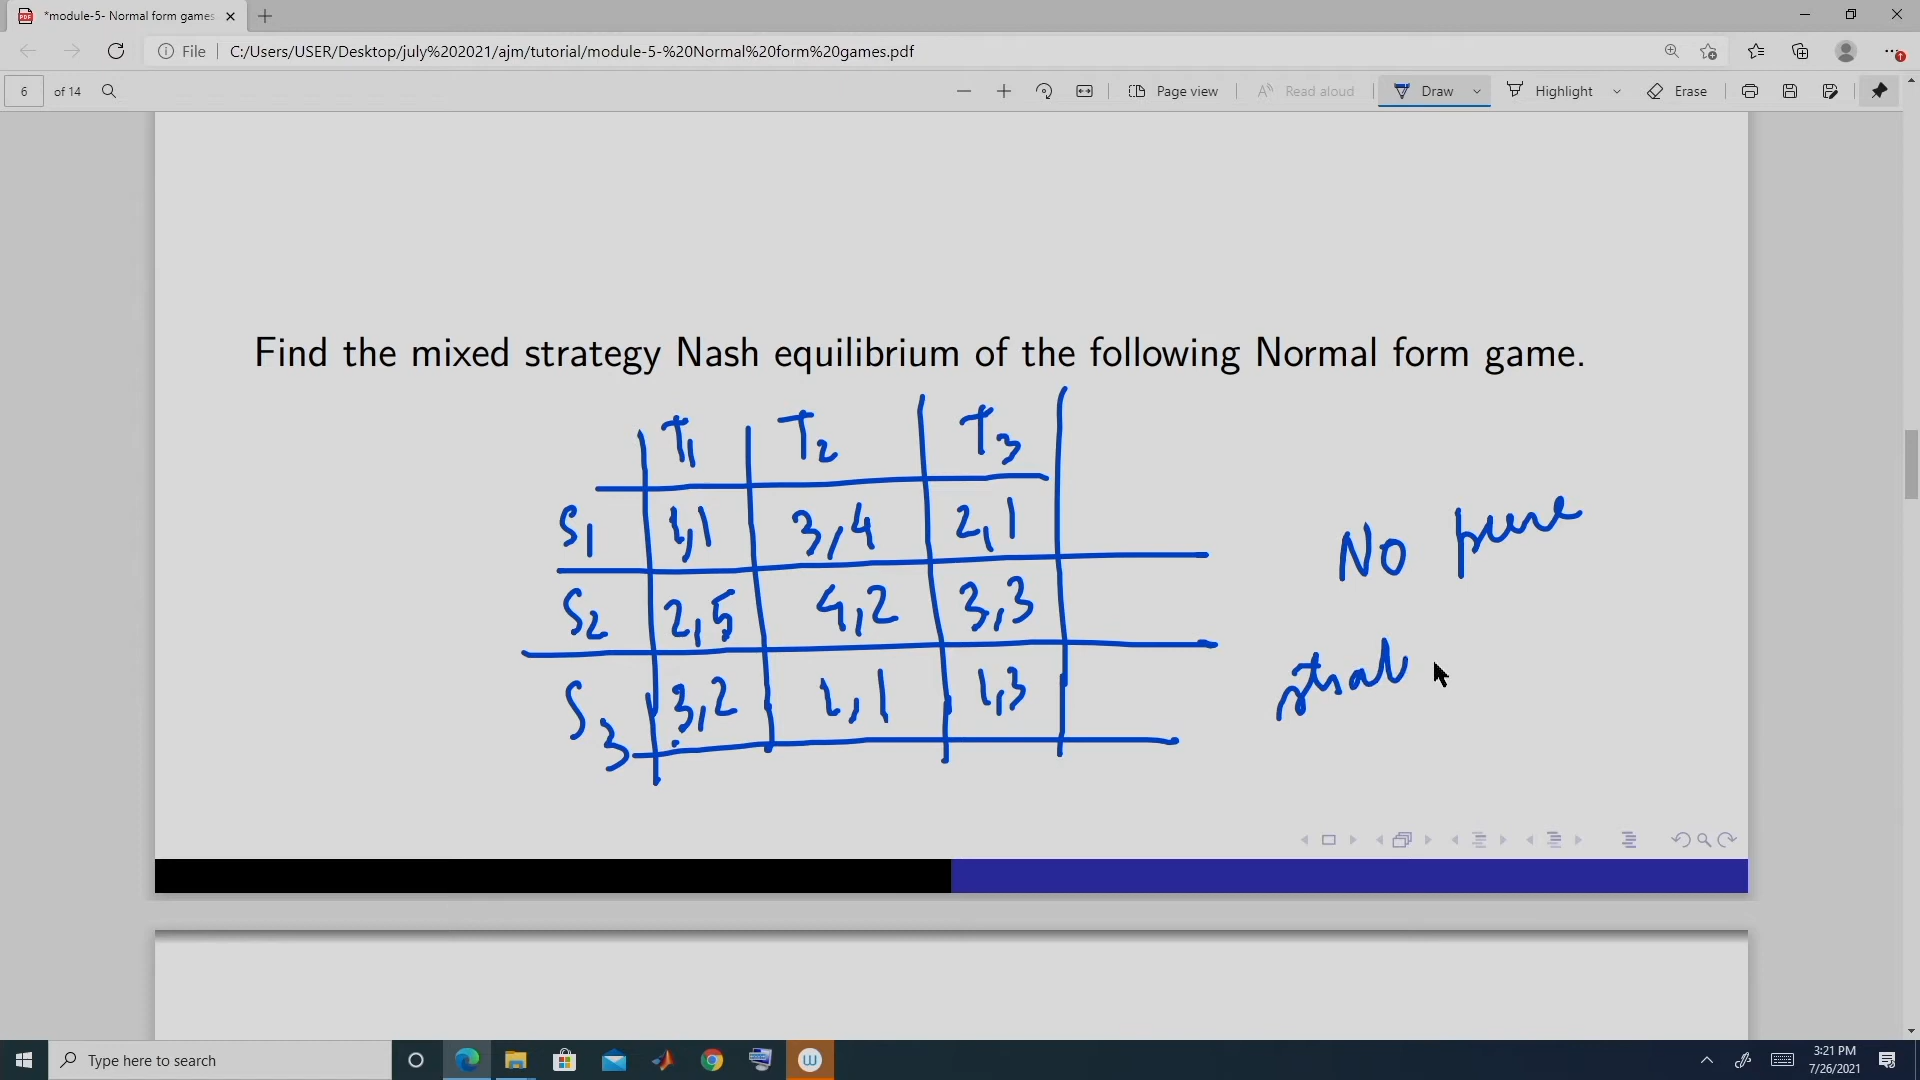 *module-5- Normal form games
File C:/Users/USER/Desktop/july%202021/ajm/tutorial/module-5-%20Normal%20form%20games.pdf
6 of 14 Page view Read aloud Draw Highlight Erase
Find the mixed strategy Nash equilibrium of the following Normal form game.
T1 T2 T3
S1 1,1 3,4 2,1
S2 2,5 4,2 3,3
S3 3,2 1,1 1,3
No pure
strat
Type here to search
3:21 PM
7/26/2021